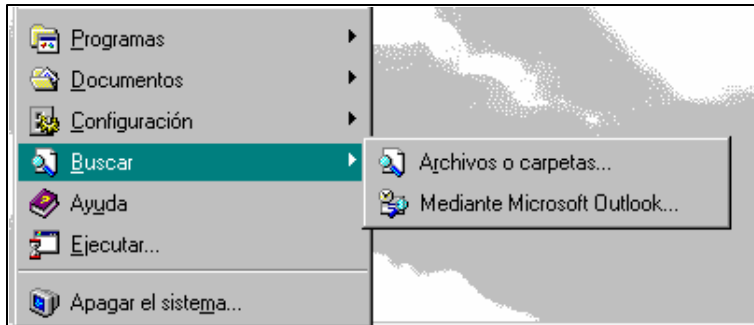 Programas
Documentos
Configuración
Buscar
Archivos o carpetas...
Mediante Microsoft Outlook...
Ayuda
Ejecutar...
Apagar el sistema...